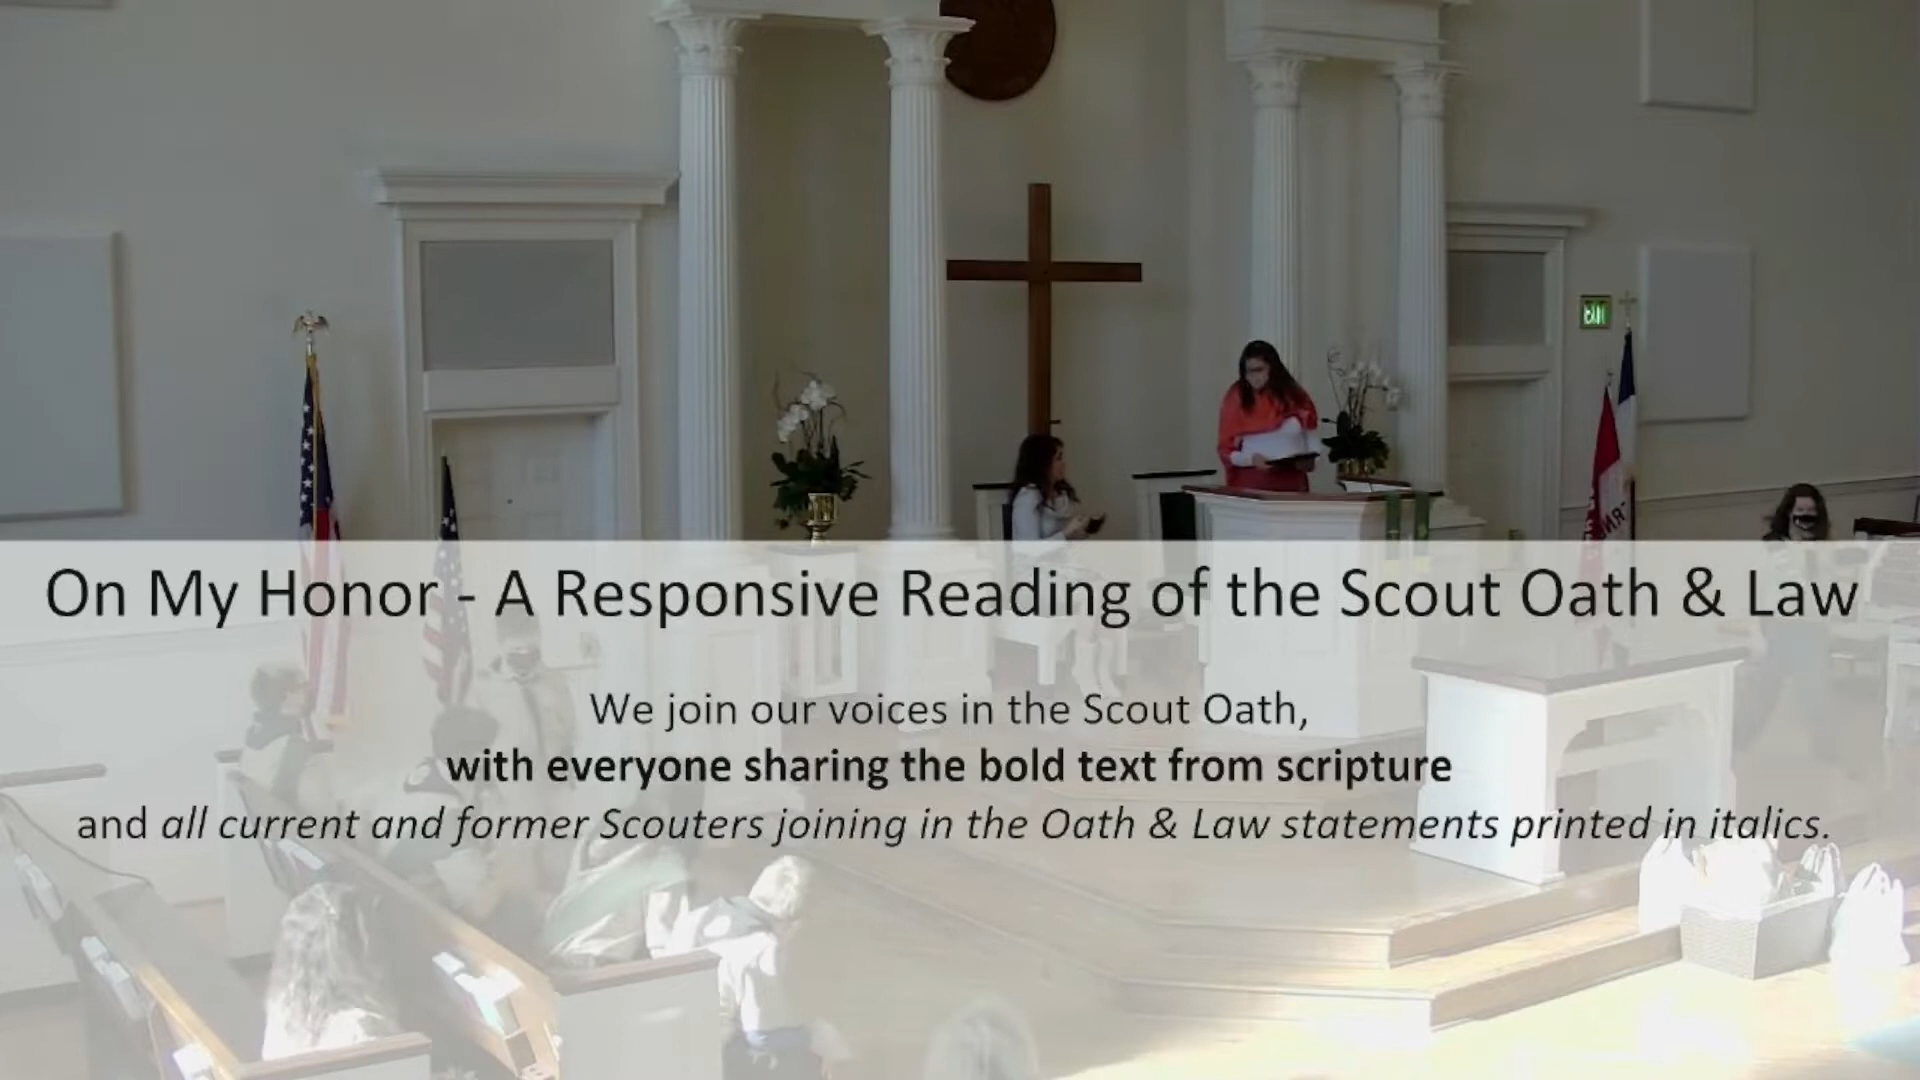 On My Honor - A Responsive Reading of the Scout Oath & Law
We join our voices in the Scout Oath,
with everyone sharing the bold text from scripture
and all current and former Scouters joining in the Oath & Law statements printed in italics.